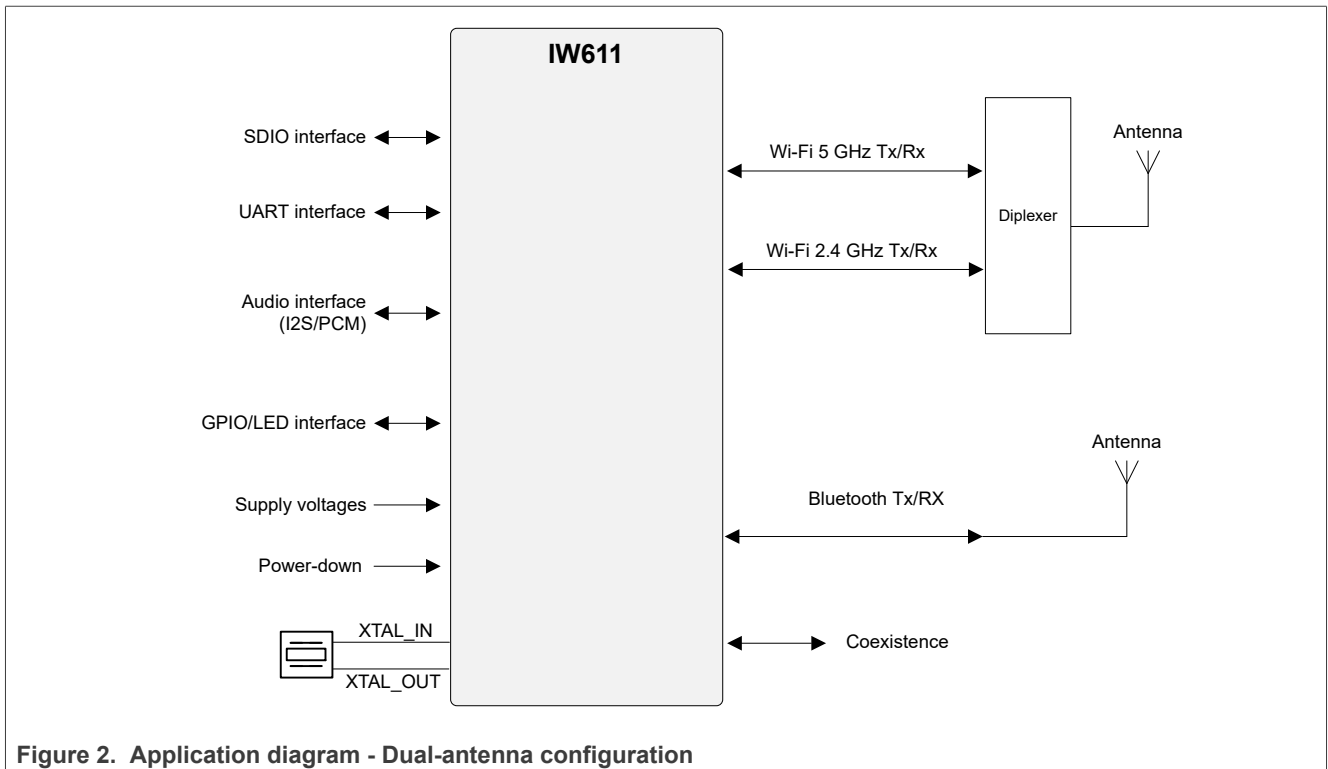 IW611
SDIO interface
UART interface
Audio interface
(I2S/PCM)
GPIO/LED interface
Supply voltages
Power-down
XTAL_IN
XTAL_OUT
Wi-Fi 5 GHz Tx/Rx
Wi-Fi 2.4 GHz Tx/Rx
Diplexer
Antenna
Antenna
Bluetooth Tx/RX
Coexistence
Figure 2. Application diagram - Dual-antenna configuration